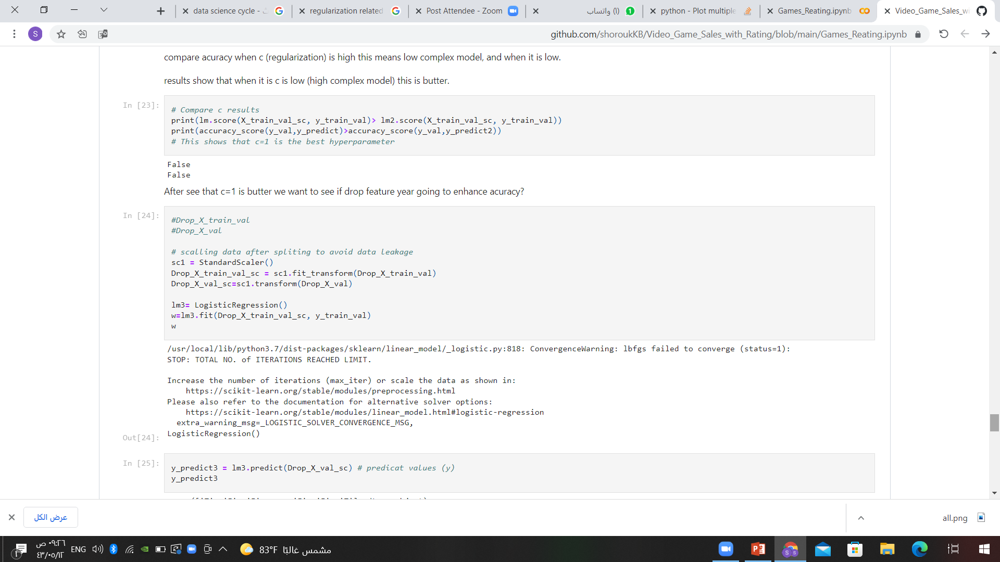 data science cycle -
regularization related
Post Attendee - Zoom
(١) واتساب
python - Plot multiple
Games_Reating.ipynb
Video_Game_Sales_wi
S
github.com/shoroukKB/Video_Game_Sales_with_Rating/blob/main/Games_Reating.ipynb
compare acuracy when c (regularization) is high this means low complex model, and when it is low.
results show that when it is c is low (high complex model) this is butter.
In [23]:
# Compare c results
print(lm.score(X_train_val_sc, y_train_val)> lm2.score(X_train_val_sc, y_train_val))
print(accuracy_score(y_val,y_predict)>accuracy_score(y_val,y_predict2))
# This shows that c=1 is the best hyperparameter
False
False
After see that c=1 is butter we want to see if drop feature year going to enhance acuracy?
In [24]:
#Drop_X_train_val
#Drop_X_val
# scalling data after spliting to avoid data leakage
sc1 = StandardScaler()
Drop_X_train_val_sc = sc1.fit_transform(Drop_X_train_val)
Drop_X_val_sc=sc1.transform(Drop_X_val)
lm3= LogisticRegression()
w=lm3.fit(Drop_X_train_val_sc, y_train_val)
w
/usr/local/lib/python3.7/dist-packages/sklearn/linear_model/_logistic.py:818: ConvergenceWarning: lbfgs failed to converge (status=1):
STOP: TOTAL NO. of ITERATIONS REACHED LIMIT.
Increase the number of iterations (max_iter) or scale the data as shown in:
https://scikit-learn.org/stable/modules/preprocessing.html
Please also refer to the documentation for alternative solver options:
https://scikit-learn.org/stable/modules/linear_model.html#logistic-regression
extra_warning_msg=_LOGISTIC_SOLVER_CONVERGENCE_MSG,
Out[24]: LogisticRegression()
In [25]:
y_predict3 = lm3.predict(Drop_X_val_sc) # predicat values (y)
y_predict3
عرض الكل
all.png
٠٩:٢٦ ص
٤٣/٠٥/١٢
ENG
83°F مشمس غالبًا